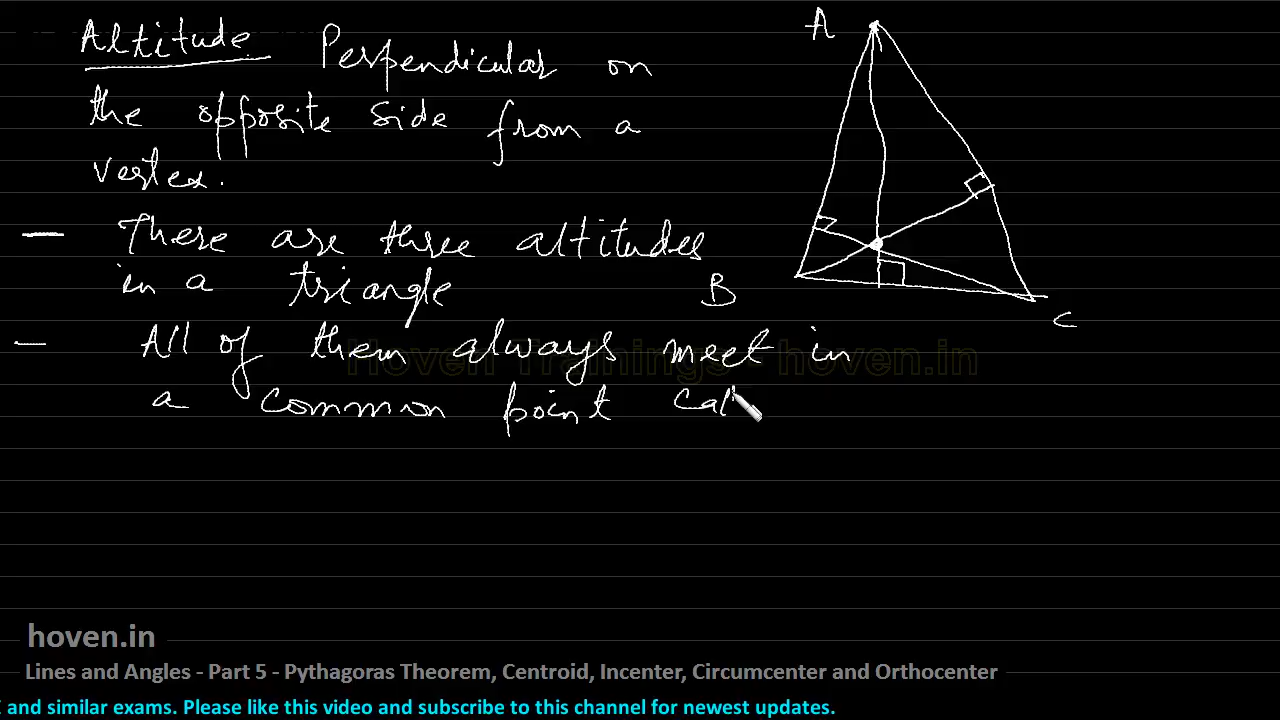 Altitude Perpendicular on
the opposite side from a
vertex.
— There are three altitudes
in a triangle
— All of them always meet in
a common point cal
A
B
C
Hoven Trainings - hoven.in
hoven.in
Lines and Angles - Part 5 - Pythagoras Theorem, Centroid, Incenter, Circumcenter and Orthocenter
and similar exams. Please like this video and subscribe to this channel for newest updates.